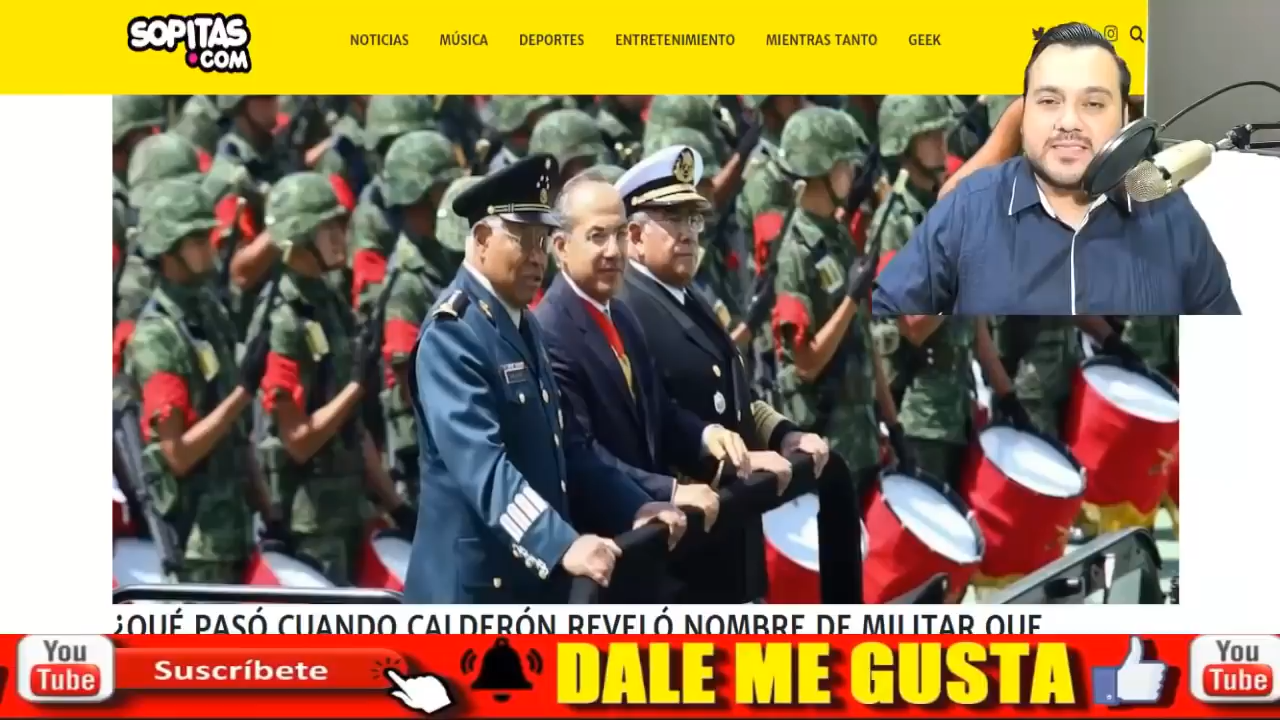 SOPITAS
.COM
NOTICIAS MÚSICA DEPORTES ENTRETENIMIENTO MIENTRAS TANTO GEEK
¿QUÉ PASÓ CUANDO CALDERÓN REVELÓ NOMBRE DE MILITAR QUE
You
Tube
Suscríbete
DALE ME GUSTA
You
Tube